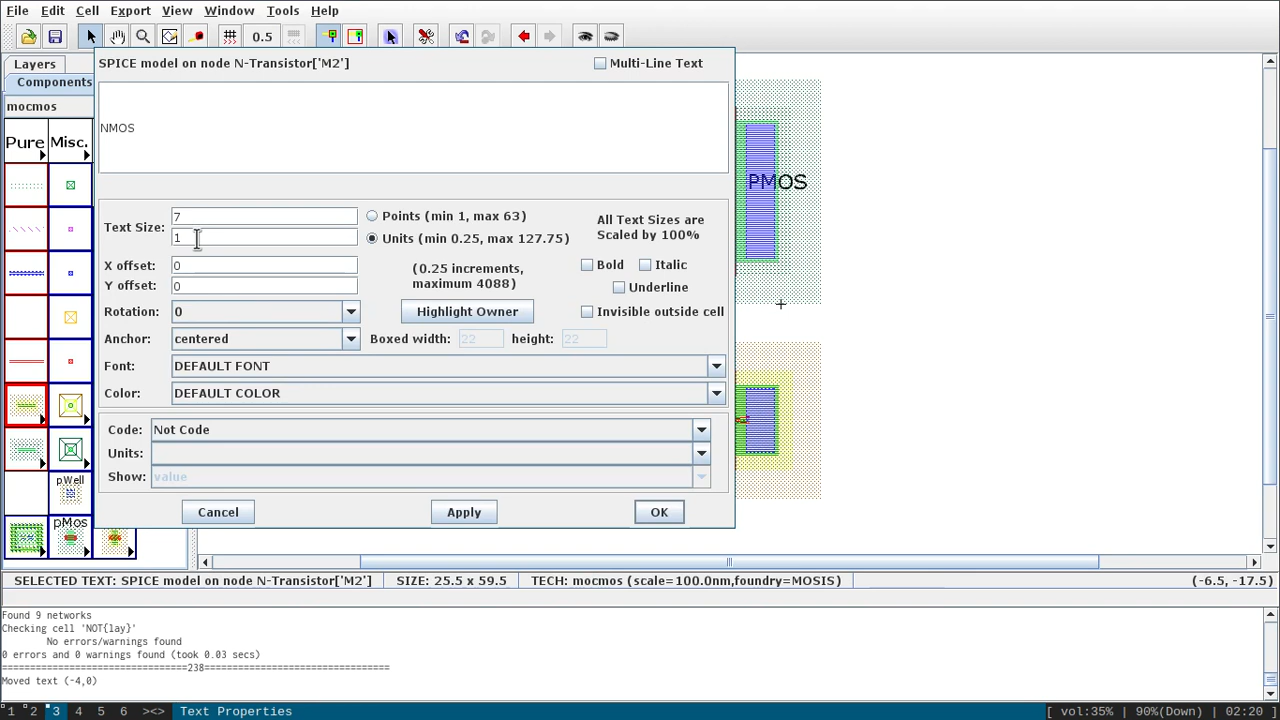 File Edit Cell Export View Window Tools Help
0.5
Layers
Components
mocmos
Pure Misc.
pWell
pMos
SPICE model on node N-Transistor['M2']
Multi-Line Text
NMOS
Text Size:
7
1
Points (min 1, max 63)
Units (min 0.25, max 127.75)
All Text Sizes are
Scaled by 100%
X offset: 0
Y offset: 0
(0.25 increments,
maximum 4088)
Bold Italic
Underline
Rotation: 0
Highlight Owner
Invisible outside cell
Anchor: centered
Boxed width: 22 height: 22
Font: DEFAULT FONT
Color: DEFAULT COLOR
Code: Not Code
Units:
Show: value
Cancel Apply OK
PMOS
SELECTED TEXT: SPICE model on node N-Transistor['M2'] SIZE: 25.5 x 59.5 TECH: mocmos (scale=100.0nm,foundry=MOSIS) (-6.5, -17.5)
Found 9 networks
Checking cell 'NOT{lay}'
No errors/warnings found
0 errors and 0 warnings found (took 0.03 secs)
================================238================================
Moved text (-4,0)
1 2 3 4 5 6 ><> Text Properties [ vol:35% | 90%(Down) | 02:20 ]